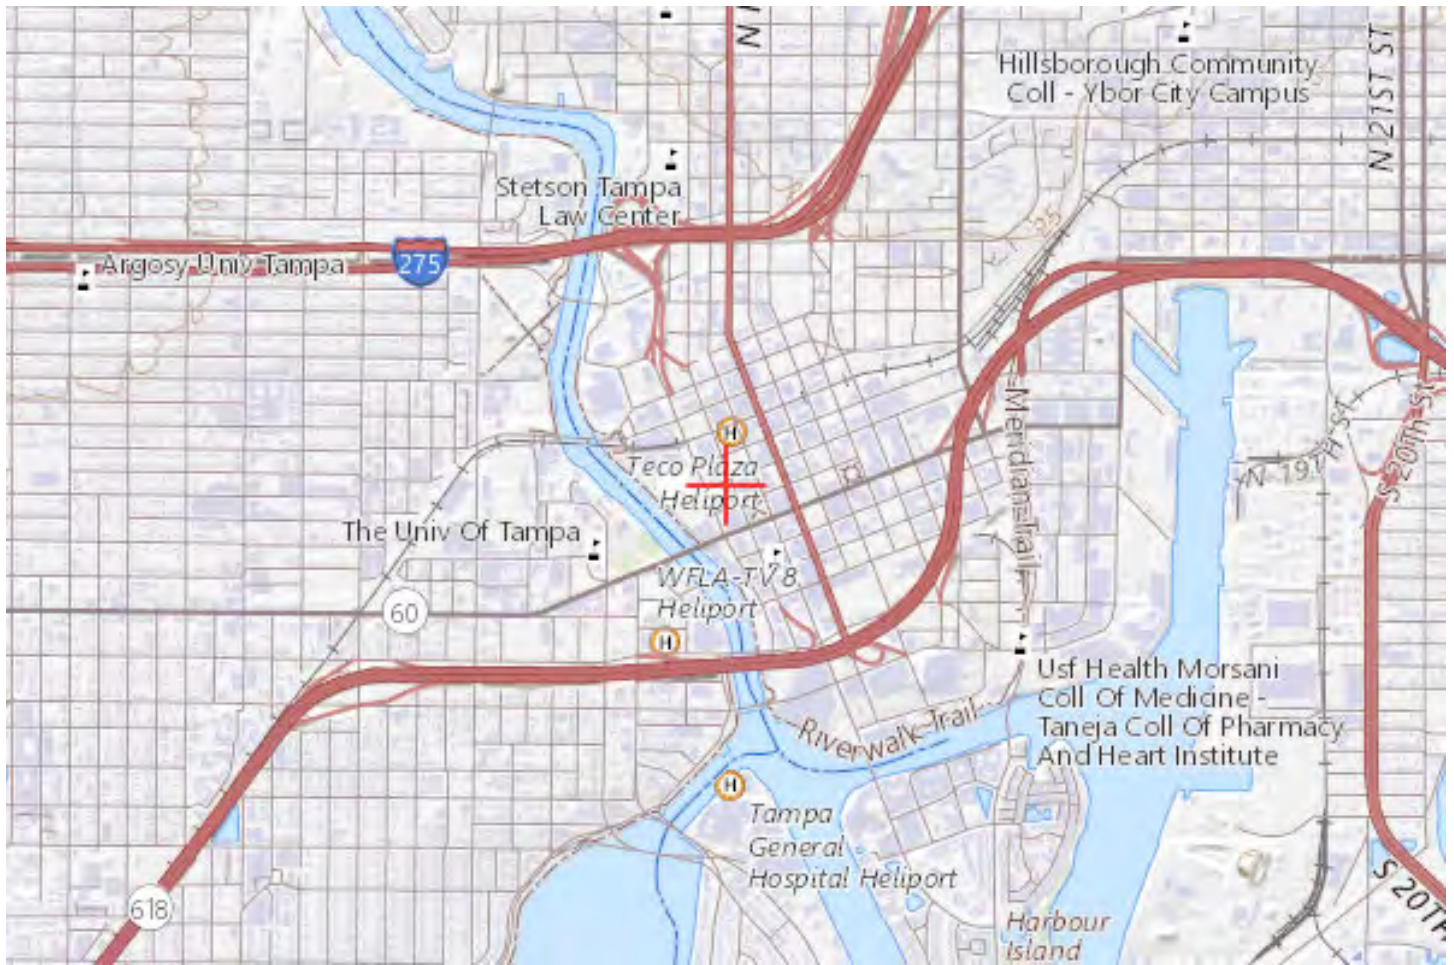 N
Hillsborough Community
Coll - Ybor City Campus
N 21ST ST
Stetson Tampa
Law Center
Argosy Univ Tampa
275
H
Teco Plaza
Heliport
Meridian Trail
N 19TH ST
S 20Th St
The Univ Of Tampa
WFLA-TV 8
Heliport
60
H
Usf Health Morsani
Coll Of Medicine -
Taneja Coll Of Pharmacy
And Heart Institute
Riverwalk Trail
H
Tampa
General
Hospital Heliport
618
Harbour
Island
S 20TH